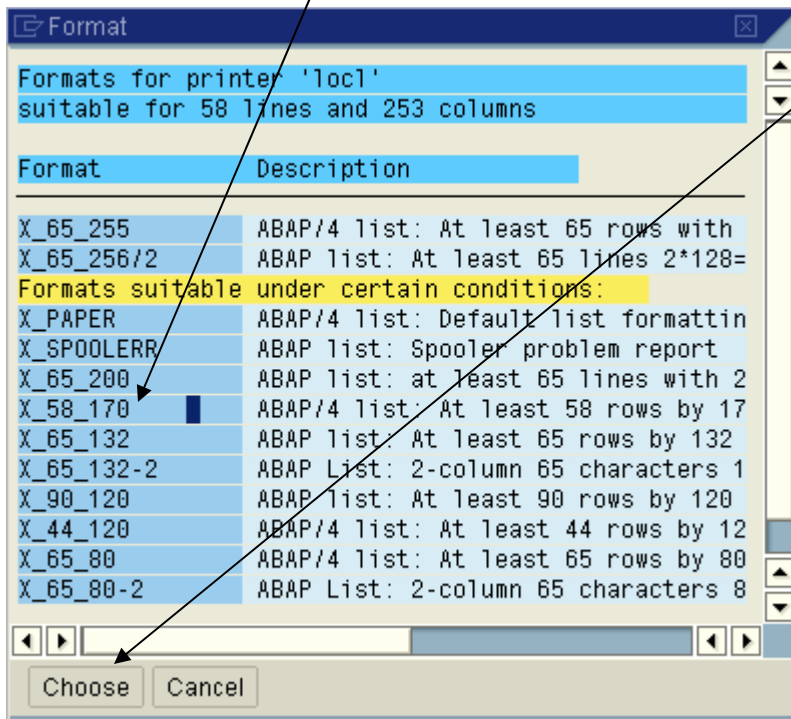 Format
Formats for printer 'locl'
suitable for 58 lines and 253 columns
Format Description
X_65_255 ABAP/4 list: At least 65 rows with
X_65_256/2 ABAP list: At least 65 lines 2*128=
Formats suitable under certain conditions:
X_PAPER ABAP/4 list: Default list formattin
X_SPOOLERR ABAP list: Spooler problem report
X_65_200 ABAP list: at least 65 lines with 2
X_58_170 ABAP/4 list: At least 58 rows by 17
X_65_132 ABAP list: At least 65 rows by 132
X_65_132-2 ABAP List: 2-column 65 characters 1
X_90_120 ABAP list: At least 90 rows by 120
X_44_120 ABAP/4 list: At least 44 rows by 12
X_65_80 ABAP/4 list: At least 65 rows by 80
X_65_80-2 ABAP List: 2-column 65 characters 8
Choose Cancel